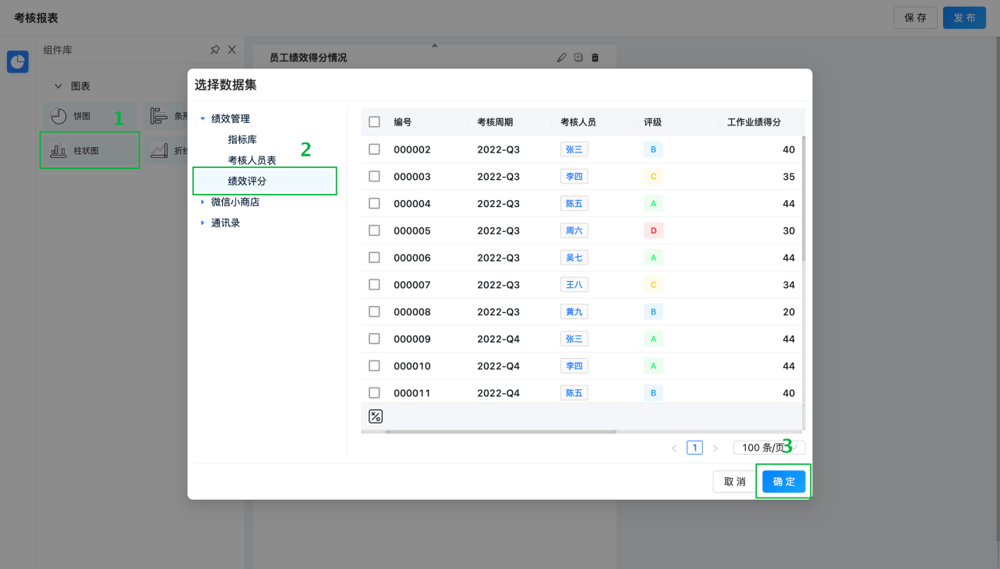 考核报表
保 存
发 布
组件库
图表
饼图
1
条形
柱状图
折线
员工绩效得分情况
选择数据集
绩效管理
指标库
2
考核人员表
绩效评分
微信小商店
通讯录
编号 考核周期 考核人员 评级 工作业绩得分
000002 2022-Q3 张三 B 40
000003 2022-Q3 李四 C 35
000004 2022-Q3 陈五 A 44
000005 2022-Q3 周六 D 30
000006 2022-Q3 吴七 A 44
000007 2022-Q3 王八 C 34
000008 2022-Q3 黄九 B 20
000009 2022-Q4 张三 A 44
000010 2022-Q4 李四 A 44
000011 2022-Q4 陈五 B 40
< 1 > 100 条/页
3
取 消
确 定